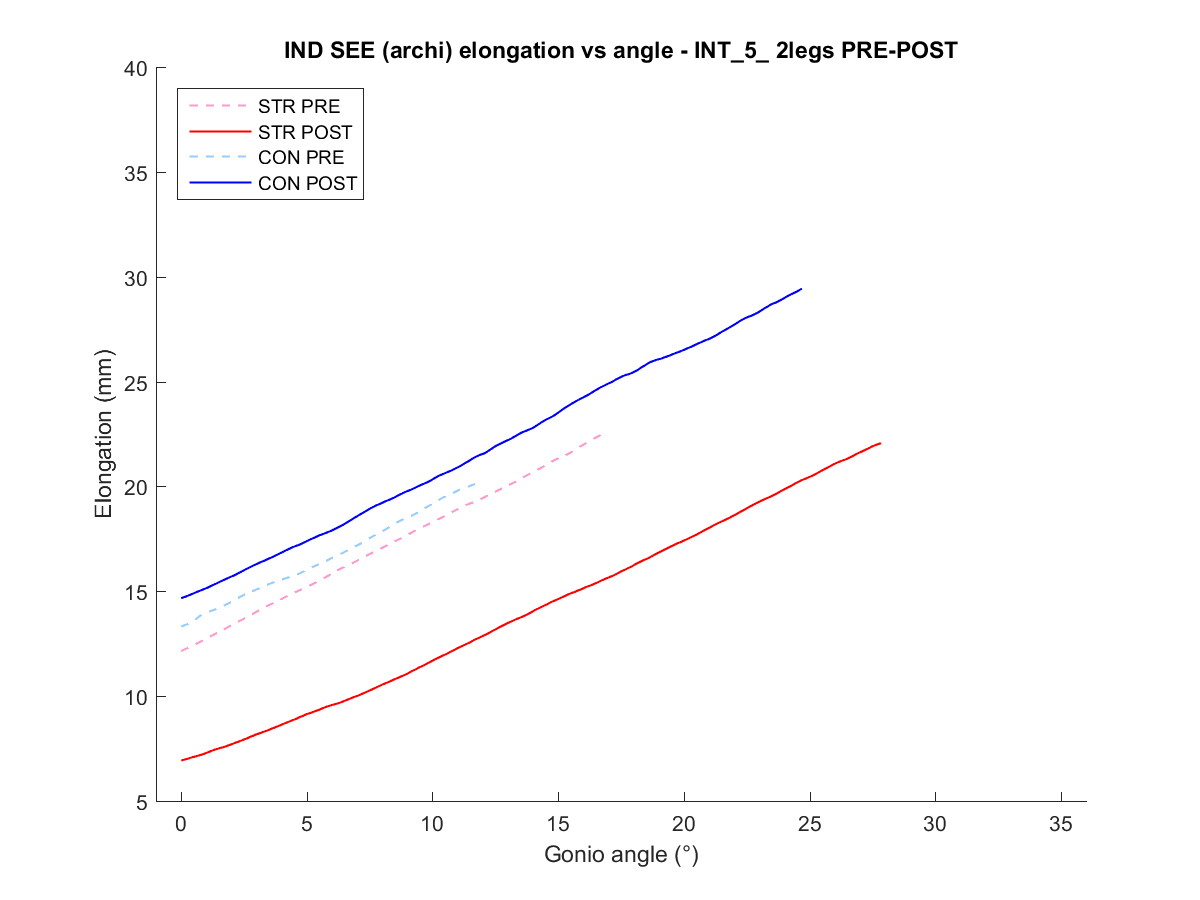 IND SEE (archi) elongation vs angle - INT_5_ 2legs PRE-POST
40
35
30
25
20
15
10
5
Elongation (mm)
STR PRE
STR POST
CON PRE
CON POST
0 5 10 15 20 25 30 35
Gonio angle (°)